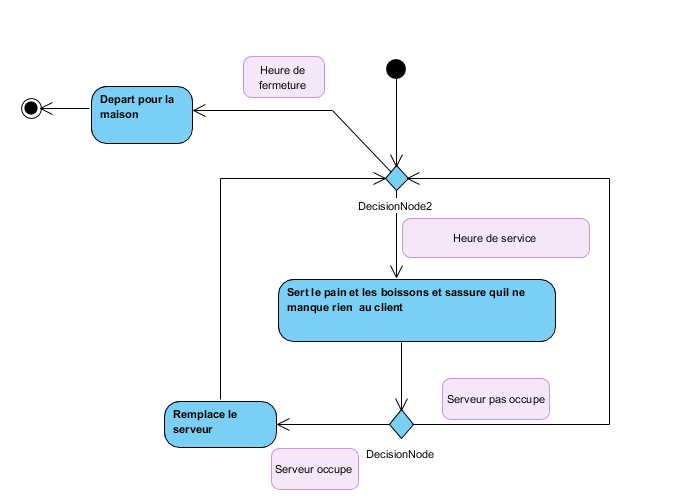 Heure de
fermeture
Depart pour la
maison
DecisionNode2
Heure de service
Sert le pain et les boissons et sassure quil ne
manque rien au client
Serveur pas occupe
Remplace le
serveur
DecisionNode
Serveur occupe